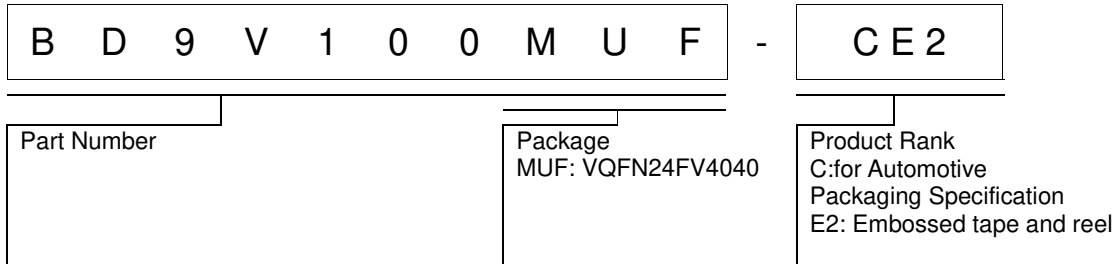 B D 9 V 1 0 0 M U F - C E 2
Part Number
Package
MUF: VQFN24FV4040
Product Rank
C:for Automotive
Packaging Specification
E2: Embossed tape and reel